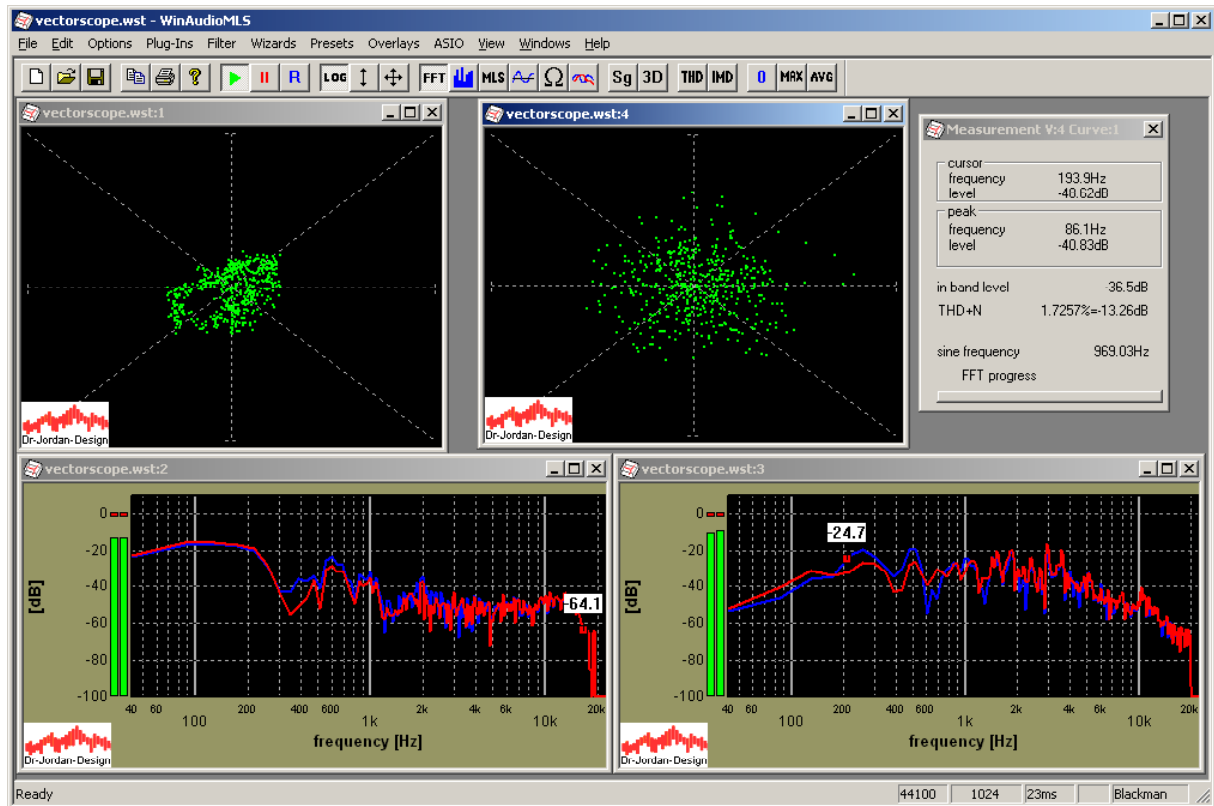 vectorscope.wst - WinAudioMLS
File Edit Options Plug-Ins Filter Wizards Presets Overlays ASIO View Windows Help
R LOG FFT MLS Ω Sg 3D THD IMD 0 MAX AVG
vectorscope.wst:1
Dr-Jordan-Design
vectorscope.wst:4
Dr-Jordan-Design
Measurement V:4 Curve:1
cursor
frequency 193.9Hz
level -40.62dB
peak
frequency 86.1Hz
level -40.83dB
in band level -36.5dB
THD+N 1.7257%=-13.26dB
sine frequency 969.03Hz
FFT progress
vectorscope.wst:2
0
-20
-40
-60
-80
-100
[dB]
-64.1
40 60 100 200 400 600 1k 2k 4k 6k 10k 20k
frequency [Hz]
Dr-Jordan-Design
vectorscope.wst:3
0
-20
-40
-60
-80
-100
[dB]
-24.7
40 60 100 200 400 600 1k 2k 4k 6k 10k 20k
frequency [Hz]
Dr-Jordan-Design
Ready 44100 1024 23ms Blackman